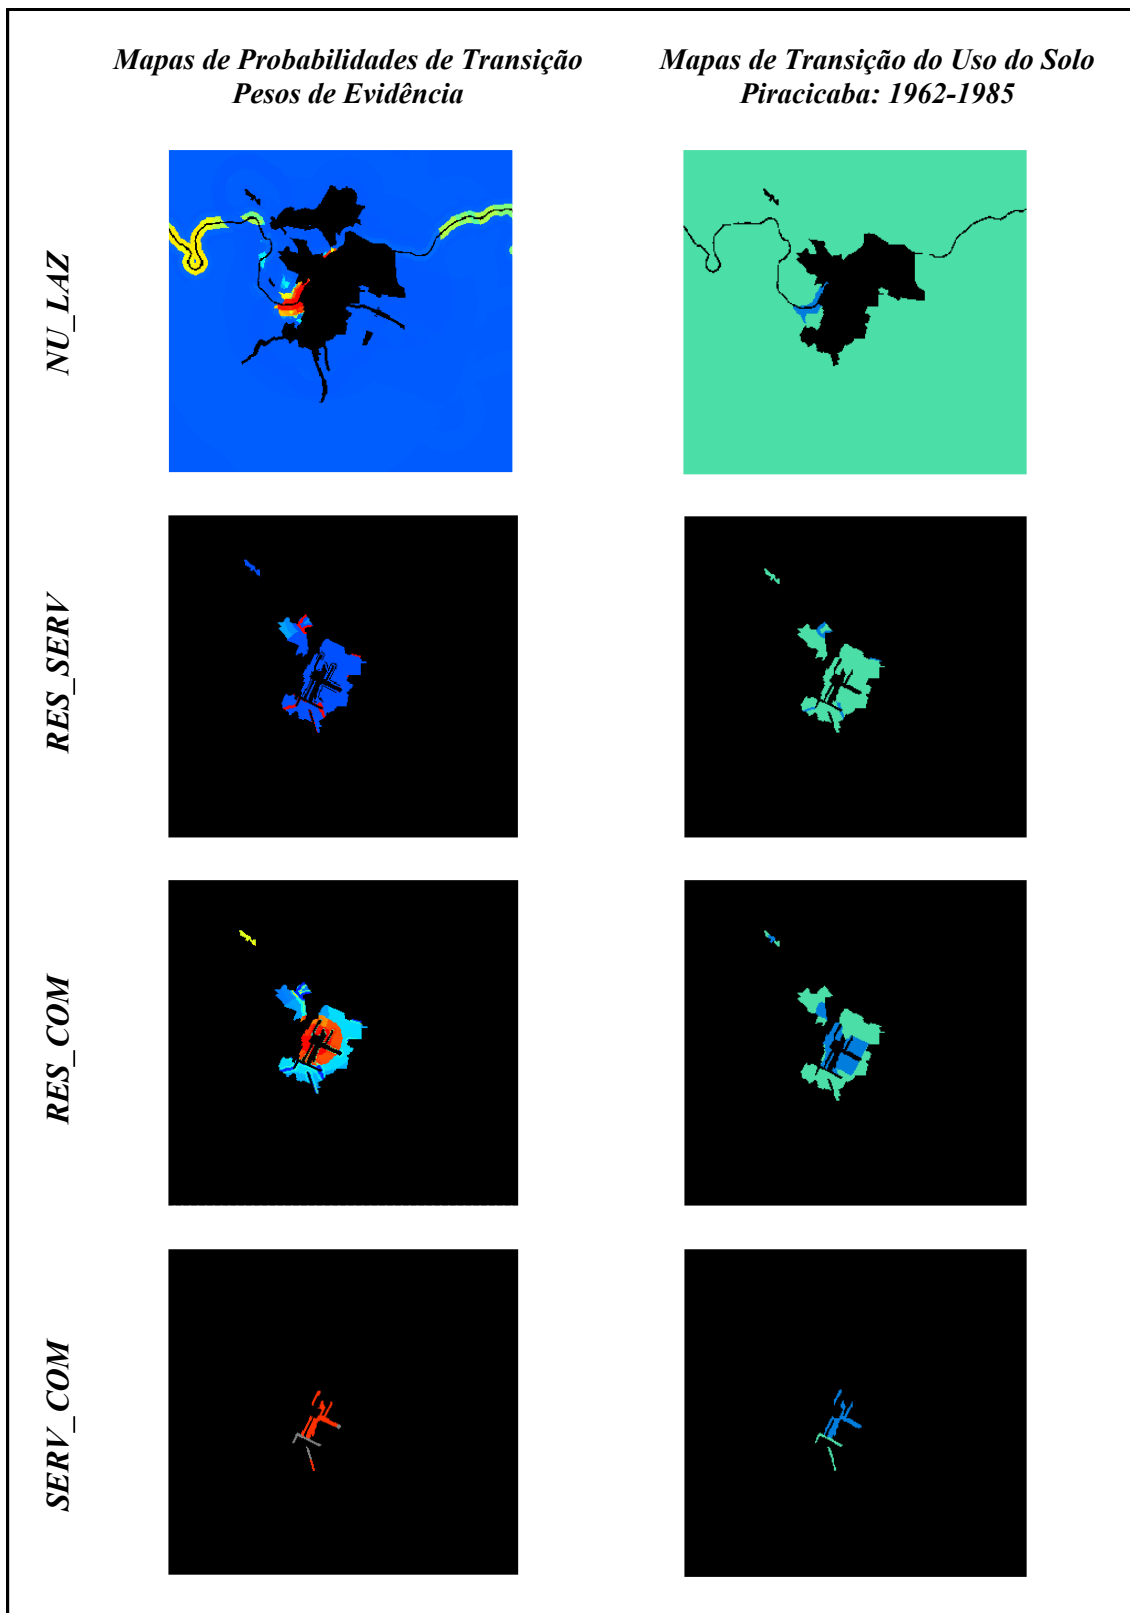 Mapas de Probabilidades de Transição
Pesos de Evidência
Mapas de Transição do Uso do Solo
Piracicaba: 1962-1985
NU_LAZ
RES_SERV
RES_COM
SERV_COM